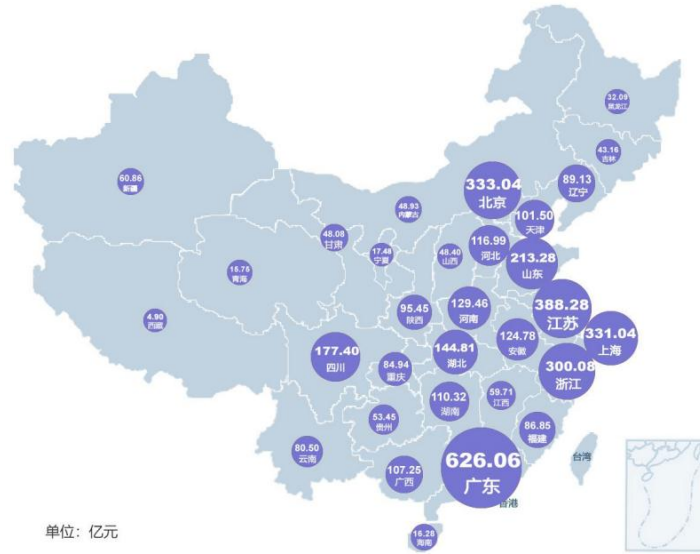 32.09
黑龙江
43.16
吉林
60.86
新疆
89.13
辽宁
333.04
北京
48.93
内蒙古
101.50
天津
48.08
甘肃
116.99
河北
17.48
宁夏
48.40
山西
213.28
山东
15.75
青海
4.90
西藏
95.45
陕西
129.46
河南
388.28
江苏
124.78
安徽
331.04
上海
177.40
四川
144.81
湖北
84.94
重庆
300.08
浙江
110.32
湖南
59.71
江西
53.45
贵州
86.85
福建
80.50
云南
107.25
广西
626.06
广东
台湾
香港
16.28
海南
单位：亿元